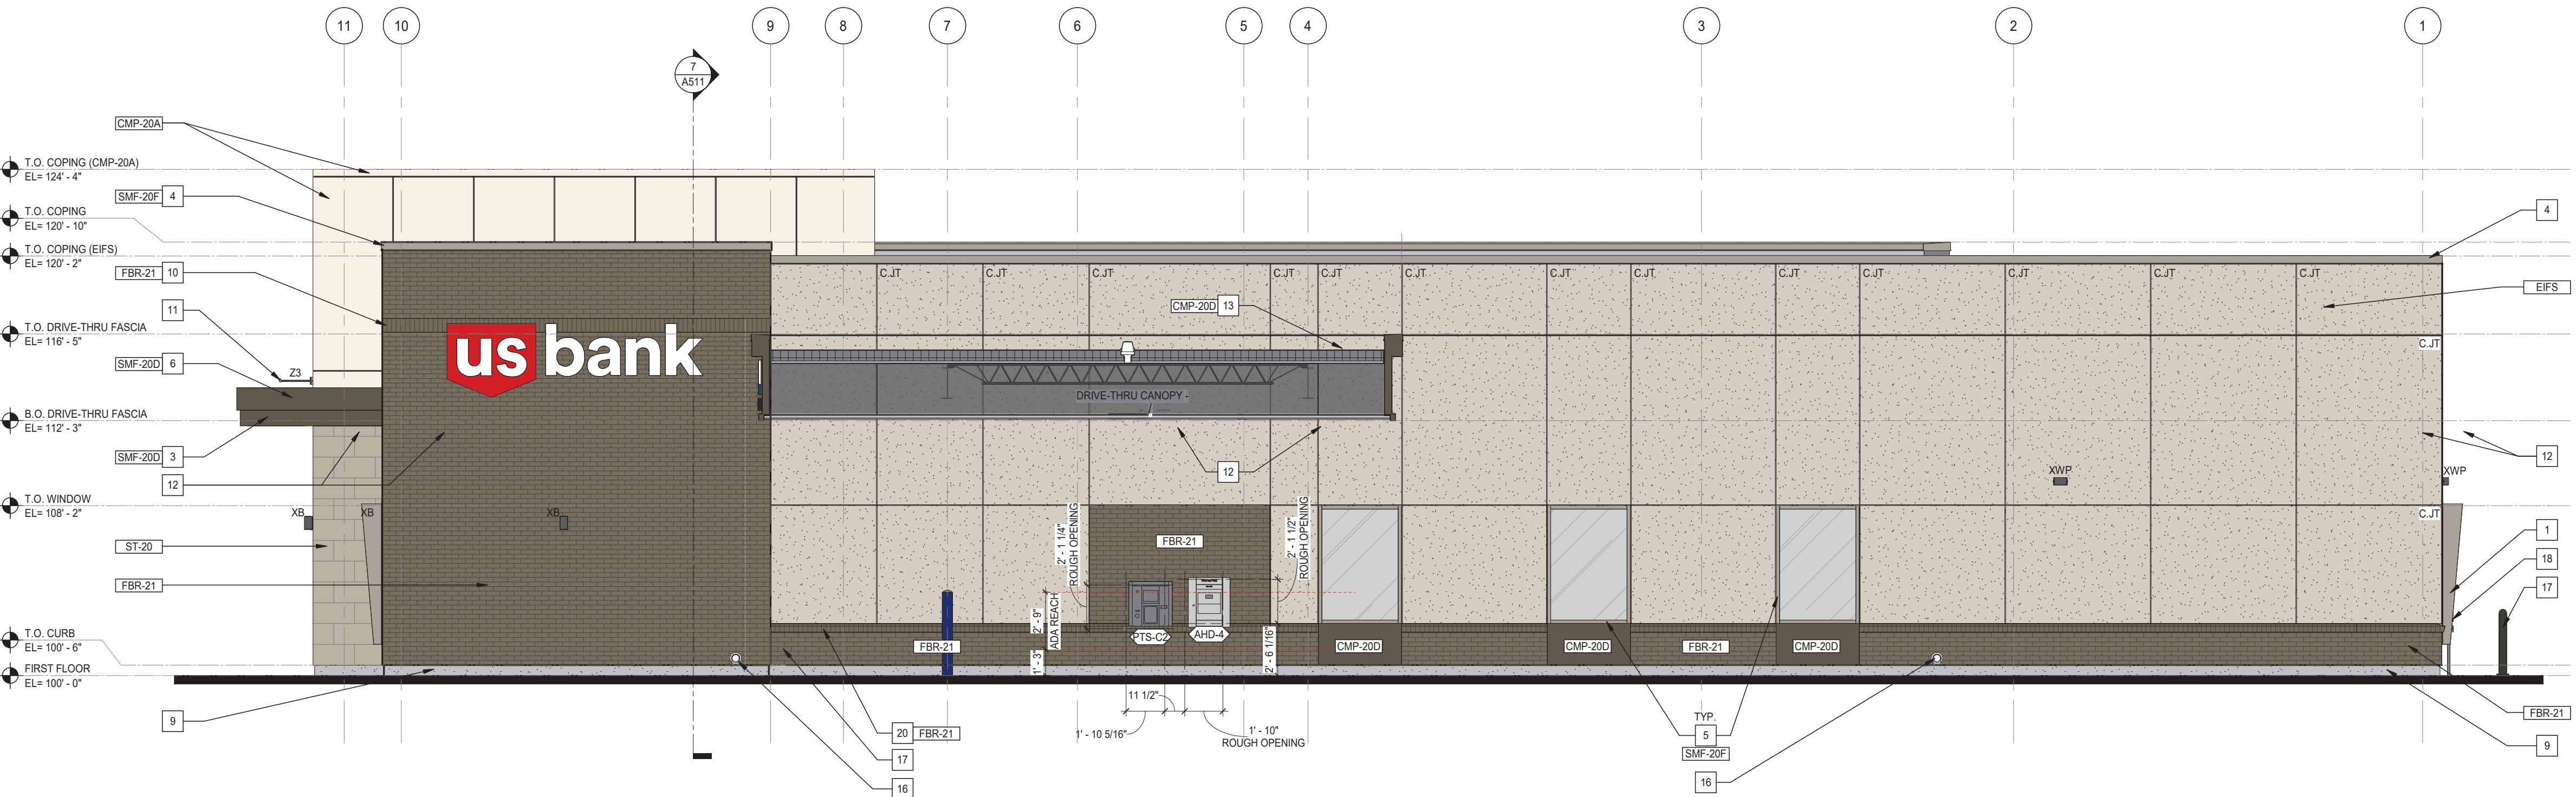 11
10
9
8
7
6
5
4
3
2
1
7
A511
CMP-20A
T.O. COPING (CMP-20A)
EL= 124' - 4"
SMF-20F 4
T.O. COPING
EL= 120' - 10"
4
T.O. COPING (EIFS)
EL= 120' - 2"
FBR-21 10
C.JT
C.JT
C.JT
C.JT
C.JT
C.JT
C.JT
C.JT
C.JT
C.JT
C.JT
C.JT
C.JT
EIFS
11
CMP-20D 13
T.O. DRIVE-THRU FASCIA
EL= 116' - 5"
us bank
C.JT
SMF-20D 6
Z3
DRIVE-THRU CANOPY -
B.O. DRIVE-THRU FASCIA
EL= 112' - 3"
SMF-20D 3
12
12
12
XWP
XWP
T.O. WINDOW
EL= 108' - 2"
XB
XB
XB
C.JT
2' - 1 1/4"
ROUGH OPENING
2' - 1 1/2"
ROUGH OPENING
FBR-21
ST-20
1
18
17
FBR-21
2' - 9"
1' - 3"
ADA REACH
PTS-C2
AHD-4
2' - 6 1/16"
T.O. CURB
EL= 100' - 6"
FBR-21
CMP-20D
CMP-20D
FBR-21
CMP-20D
FIRST FLOOR
EL= 100' - 0"
11 1/2"
1' - 10 5/16"
1' - 10"
ROUGH OPENING
9
20 FBR-21
17
16
TYP.
5
SMF-20F
16
FBR-21
9